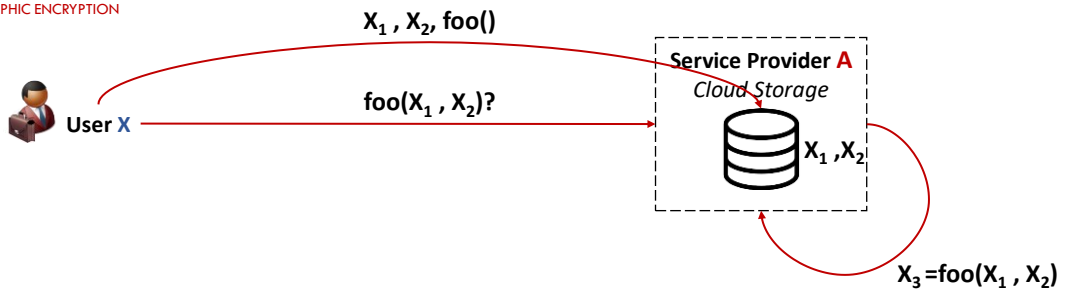 PHIC ENCRYPTION
X₁ , X₂, foo()
Service Provider A
Cloud Storage
foo(X₁ , X₂)?
User X
X₁ ,X₂
X₃=foo(X₁ , X₂)